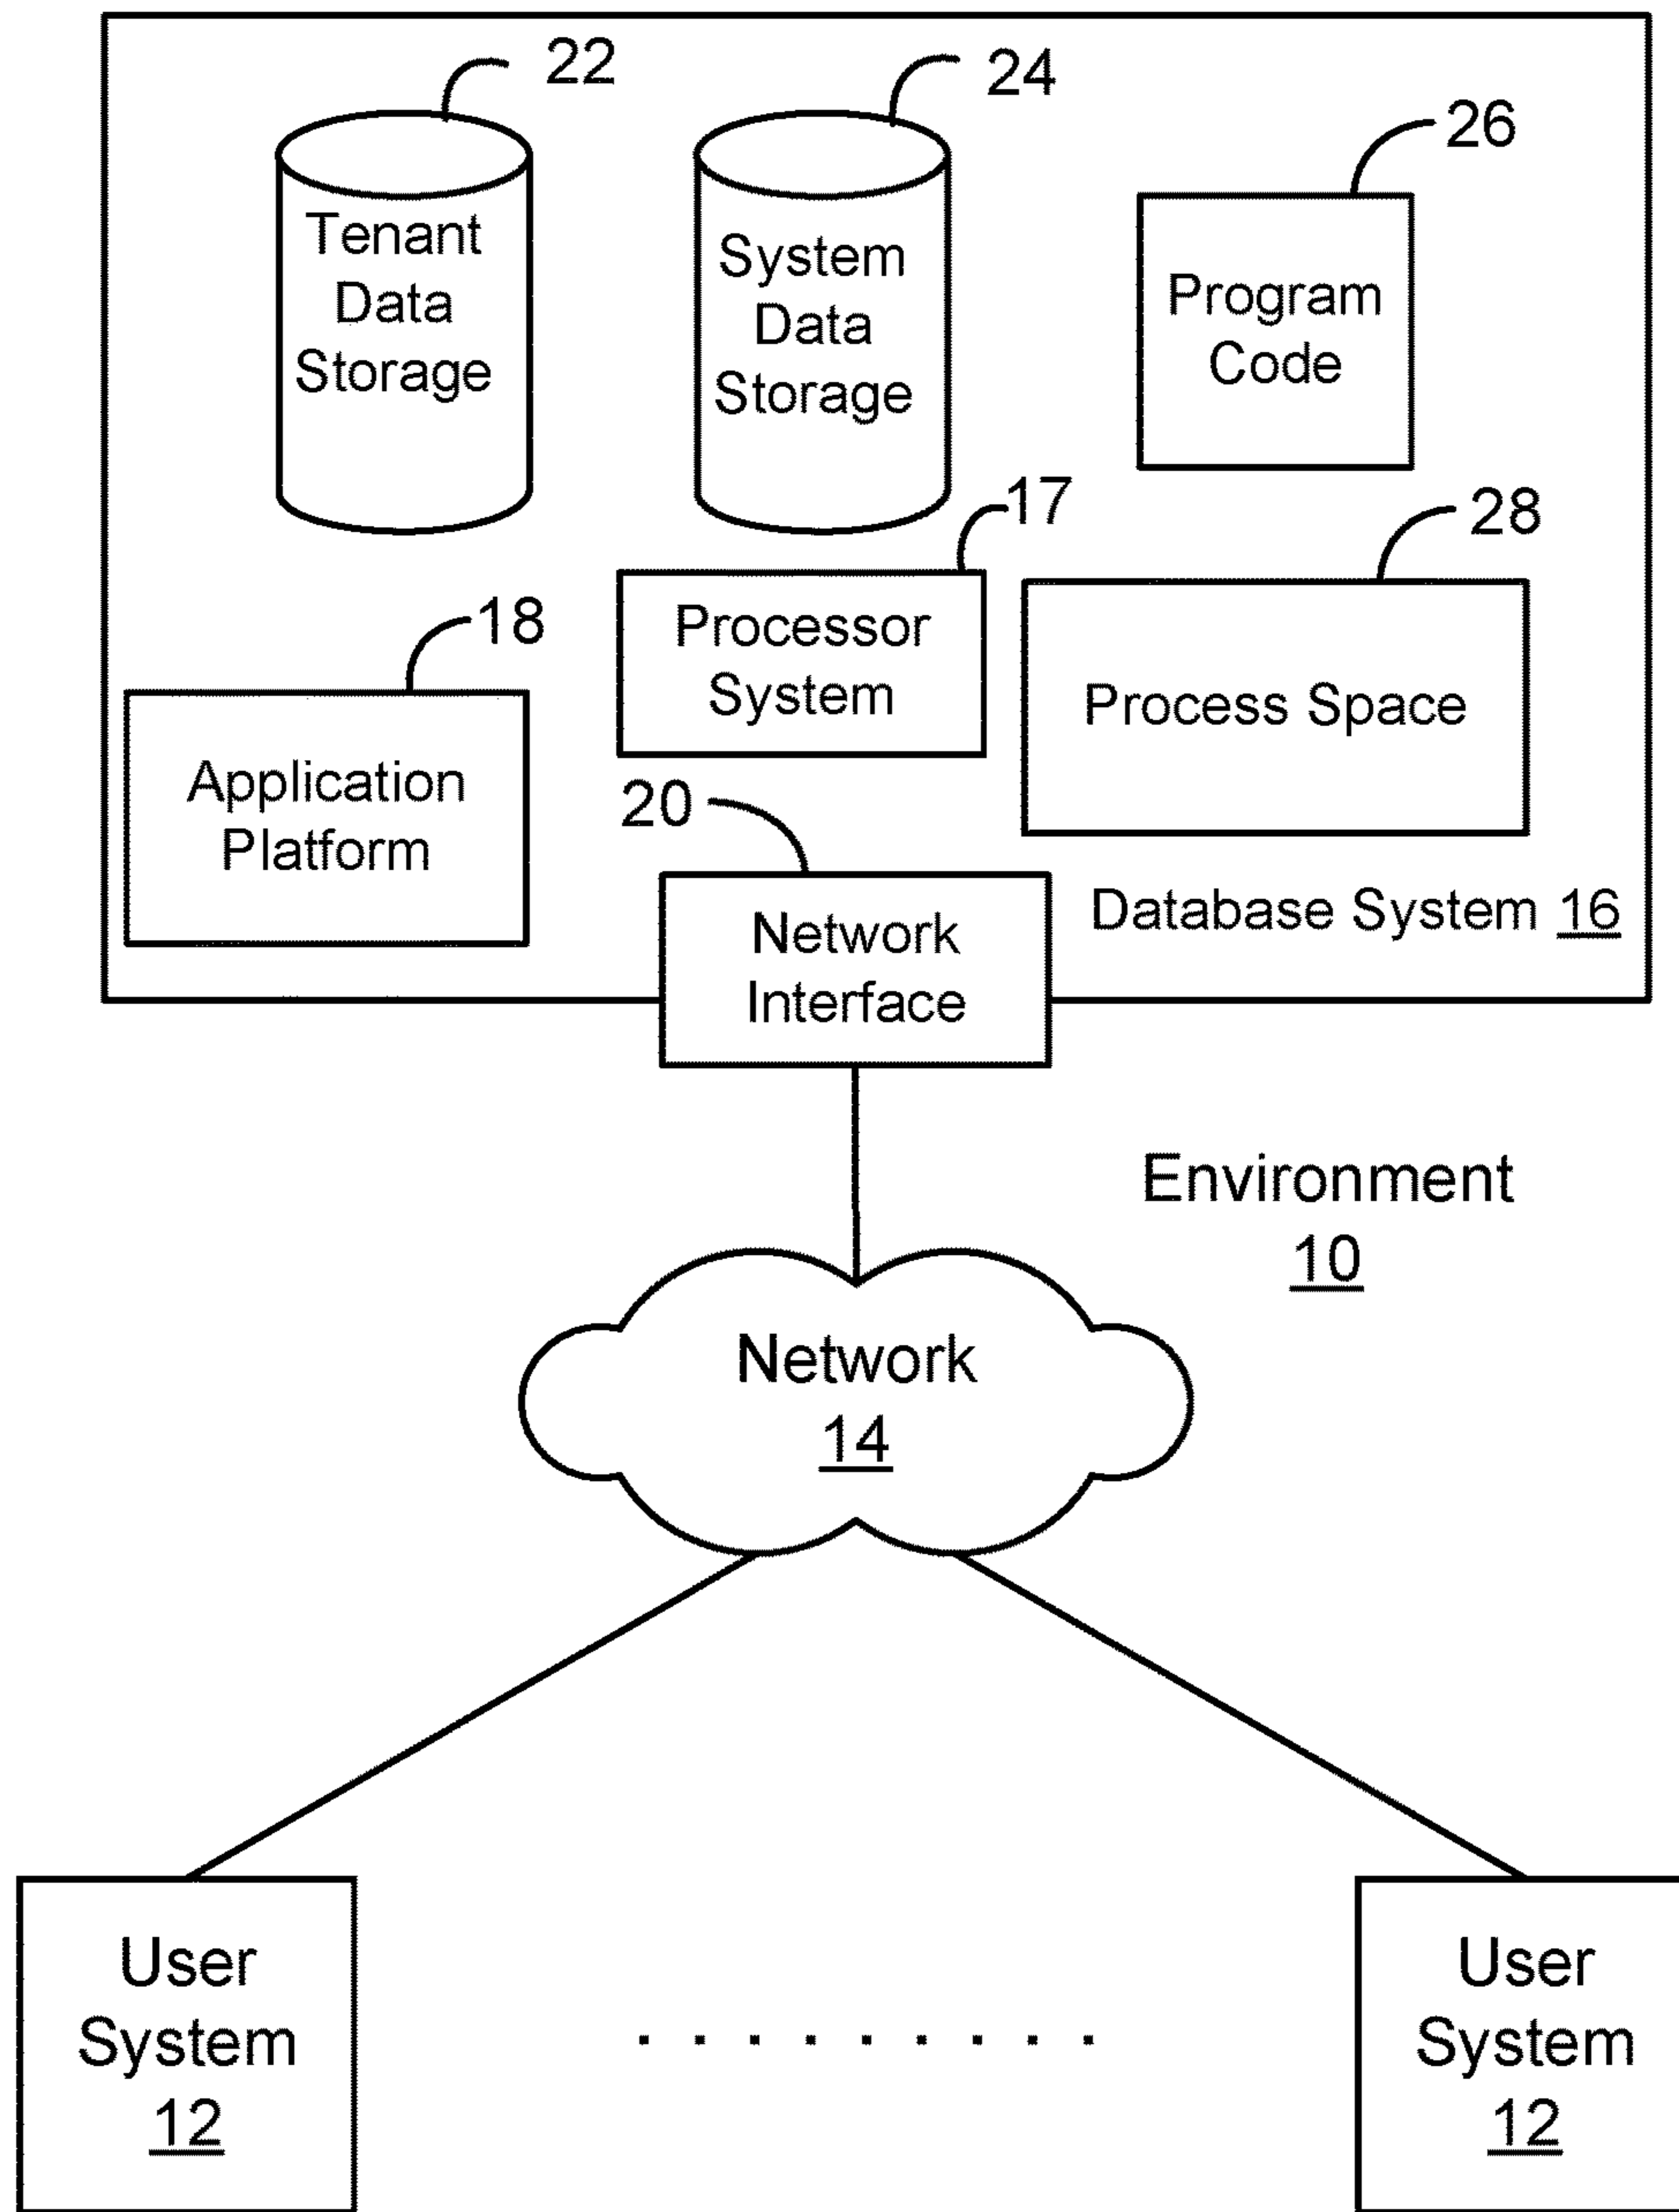 22
24
26
Tenant
Data
Storage
System
Data
Storage
Program
Code
17
28
18
Processor
System
Process Space
Application
Platform
20
Network
Interface
Database System 16
Environment
10
Network
14
User
System
12
. . . . . . . . .
User
System
12